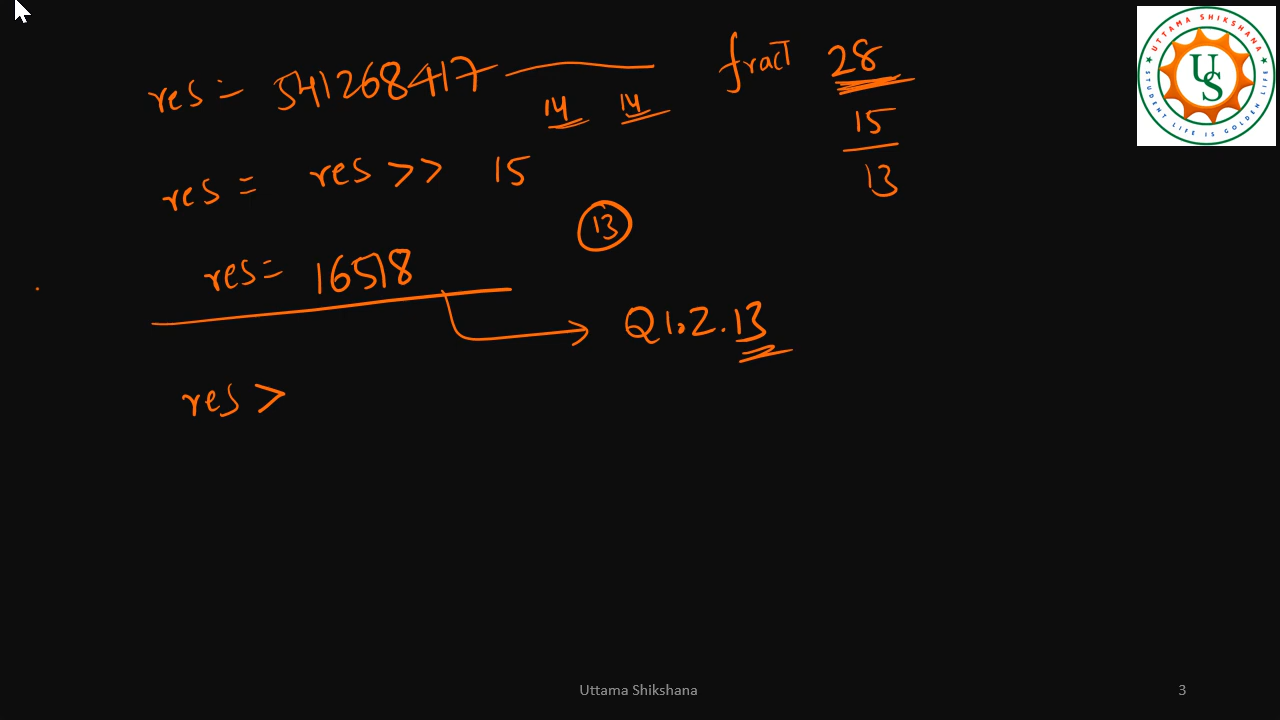 res = 541268417 fract 28
14 14 15
13
res = res >> 15
13
res = 16518
Q1.2.13
res >
UTTAMA SHIKSHANA
US
STUDENT LIFE IS GOLDEN LIFE
Uttama Shikshana 3